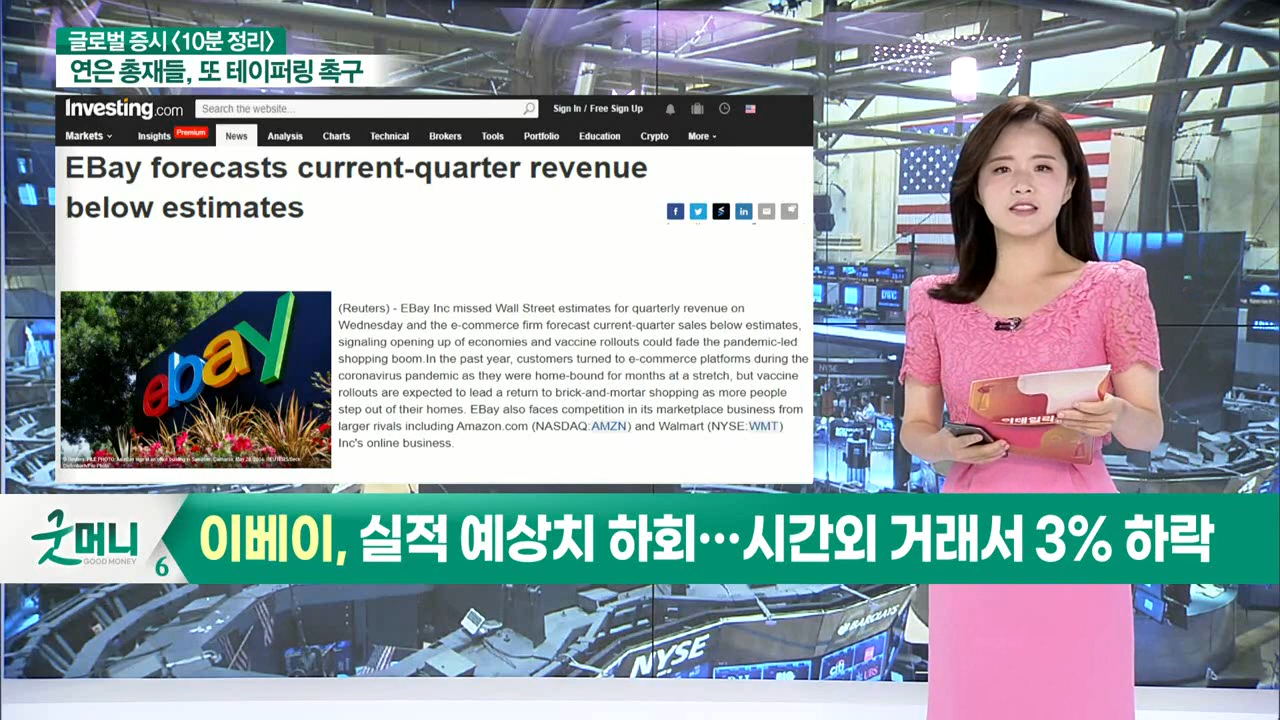 글로벌 증시 <10분 정리>
연은 총재들, 또 테이퍼링 촉구
Investing.com
Search the website...
Sign In / Free Sign Up
Markets
Insights
Premium
News
Analysis
Charts
Technical
Brokers
Tools
Portfolio
Education
Crypto
More
EBay forecasts current-quarter revenue
below estimates
ebay
(Reuters) - EBay Inc missed Wall Street estimates for quarterly revenue on
Wednesday and the e-commerce firm forecast current-quarter sales below estimates,
signaling opening up of economies and vaccine rollouts could fade the pandemic-led
shopping boom.In the past year, customers turned to e-commerce platforms during the
coronavirus pandemic as they were home-bound for months at a stretch, but vaccine
rollouts are expected to lead a return to brick-and-mortar shopping as more people
step out of their homes. EBay also faces competition in its marketplace business from
larger rivals including Amazon.com (NASDAQ:AMZN) and Walmart (NYSE:WMT)
Inc's online business.
이데일리
굿머니
GOOD MONEY
6
이베이, 실적 예상치 하회…시간외 거래서 3% 하락
NYSE
BARCLAYS
citi
UBS